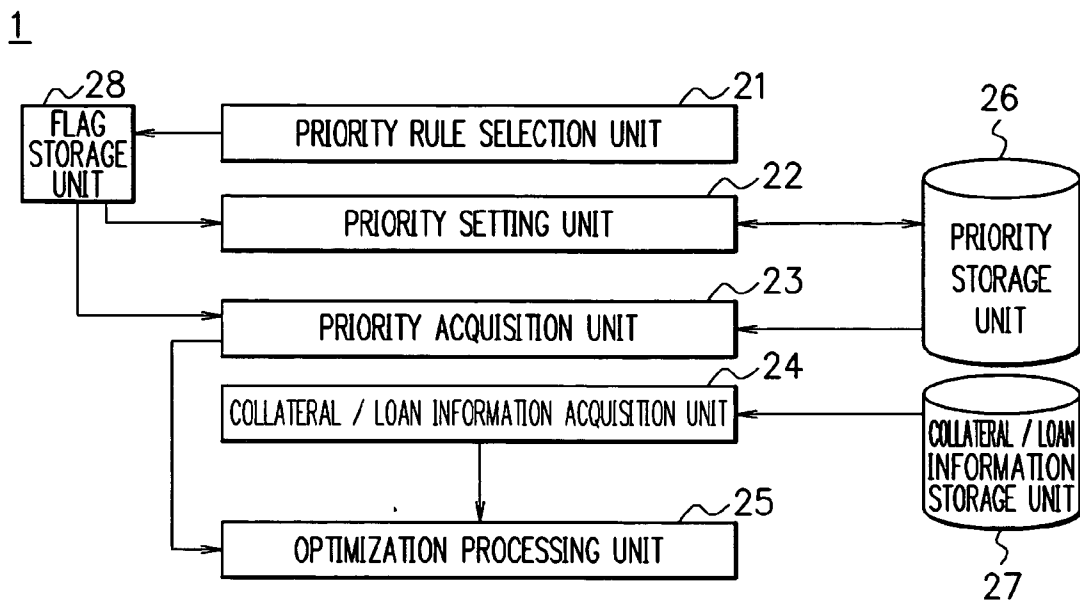 1
28
FLAG
STORAGE
UNIT
21
PRIORITY RULE SELECTION UNIT
22
PRIORITY SETTING UNIT
23
PRIORITY ACQUISITION UNIT
24
COLLATERAL / LOAN INFORMATION ACQUISITION UNIT
25
OPTIMIZATION PROCESSING UNIT
26
PRIORITY
STORAGE
UNIT
COLLATERAL / LOAN
INFORMATION
STORAGE UNIT
27